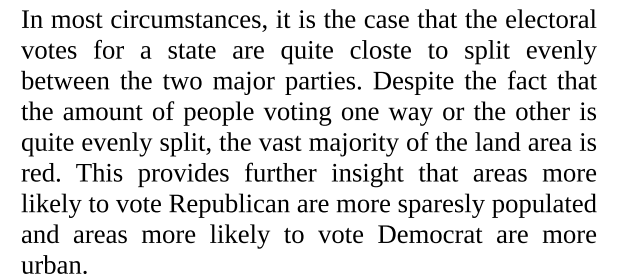 In most circumstances, it is the case that the electoral
votes for a state are quite closte to split evenly
between the two major parties. Despite the fact that
the amount of people voting one way or the other is
quite evenly split, the vast majority of the land area is
red. This provides further insight that areas more
likely to vote Republican are more sparesly populated
and areas more likely to vote Democrat are more
urban.